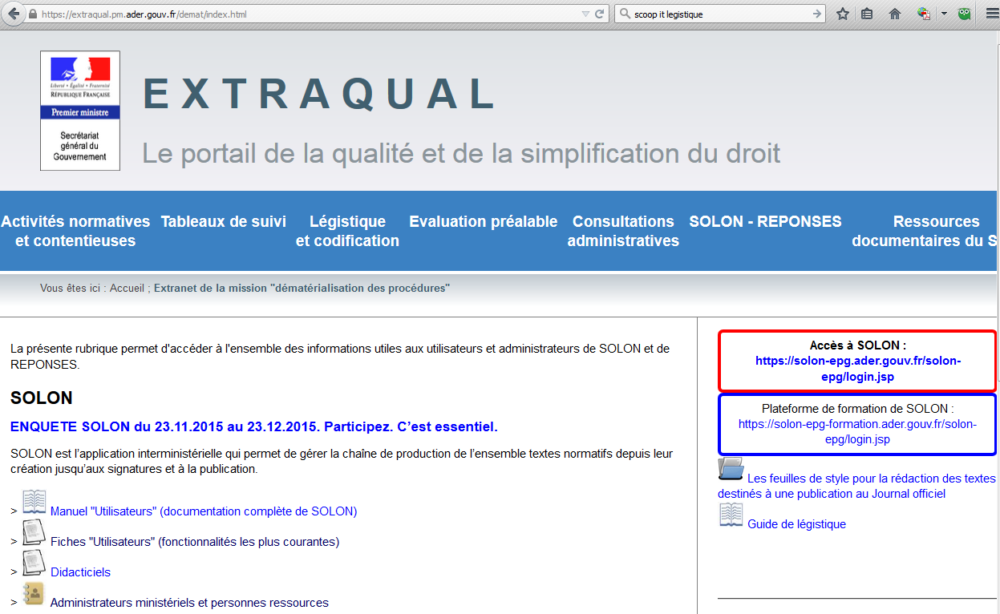 https://extraqual.pm.ader.gouv.fr/demat/index.html
scoop it legistique
Liberté • Égalité • Fraternité
RÉPUBLIQUE FRANÇAISE
Premier ministre
Secrétariat
général du
Gouvernement
EXTRAQUAL
Le portail de la qualité et de la simplification du droit
Activités normatives
et contentieuses
Tableaux de suivi
Légistique
et codification
Evaluation préalable
Consultations
administratives
SOLON - REPONSES
Ressources
documentaires du S
Vous êtes ici : Accueil ; Extranet de la mission "dématérialisation des procédures"
La présente rubrique permet d'accéder à l'ensemble des informations utiles aux utilisateurs et administrateurs de SOLON et de
REPONSES.
SOLON
ENQUETE SOLON du 23.11.2015 au 23.12.2015. Participez. C’est essentiel.
SOLON est l’application interministérielle qui permet de gérer la chaîne de production de l’ensemble textes normatifs depuis leur
création jusqu’aux signatures et à la publication.
> Manuel "Utilisateurs" (documentation complète de SOLON)
> Fiches "Utilisateurs" (fonctionnalités les plus courantes)
> Didacticiels
> Administrateurs ministériels et personnes ressources
Accès à SOLON :
https://solon-epg.ader.gouv.fr/solon-
epg/login.jsp
Plateforme de formation de SOLON :
https://solon-epg-formation.ader.gouv.fr/solon-
epg/login.jsp
Les feuilles de style pour la rédaction des textes
destinés à une publication au Journal officiel
Guide de légistique